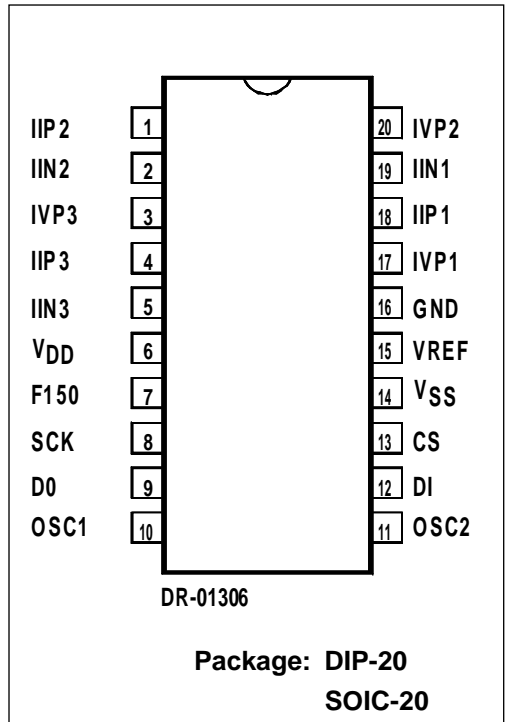 IIP2 1 20 IVP2
IIN2 2 19 IIN1
IVP3 3 18 IIP1
IIP3 4 17 IVP1
IIN3 5 16 GND
VDD 6 15 VREF
F150 7 14 VSS
SCK 8 13 CS
D0 9 12 DI
OSC1 10 11 OSC2
DR-01306
Package: DIP-20
SOIC-20